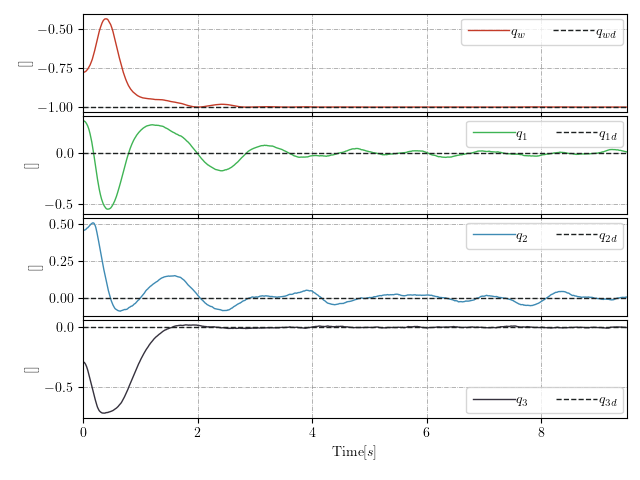 −0.50
−0.75
−1.00
[]
q_w q_{wd}
0.0
−0.5
[]
q_1 q_{1d}
0.50
0.25
0.00
[]
q_2 q_{2d}
0.0
−0.5
[]
q_3 q_{3d}
0 2 4 6 8
Time[s]